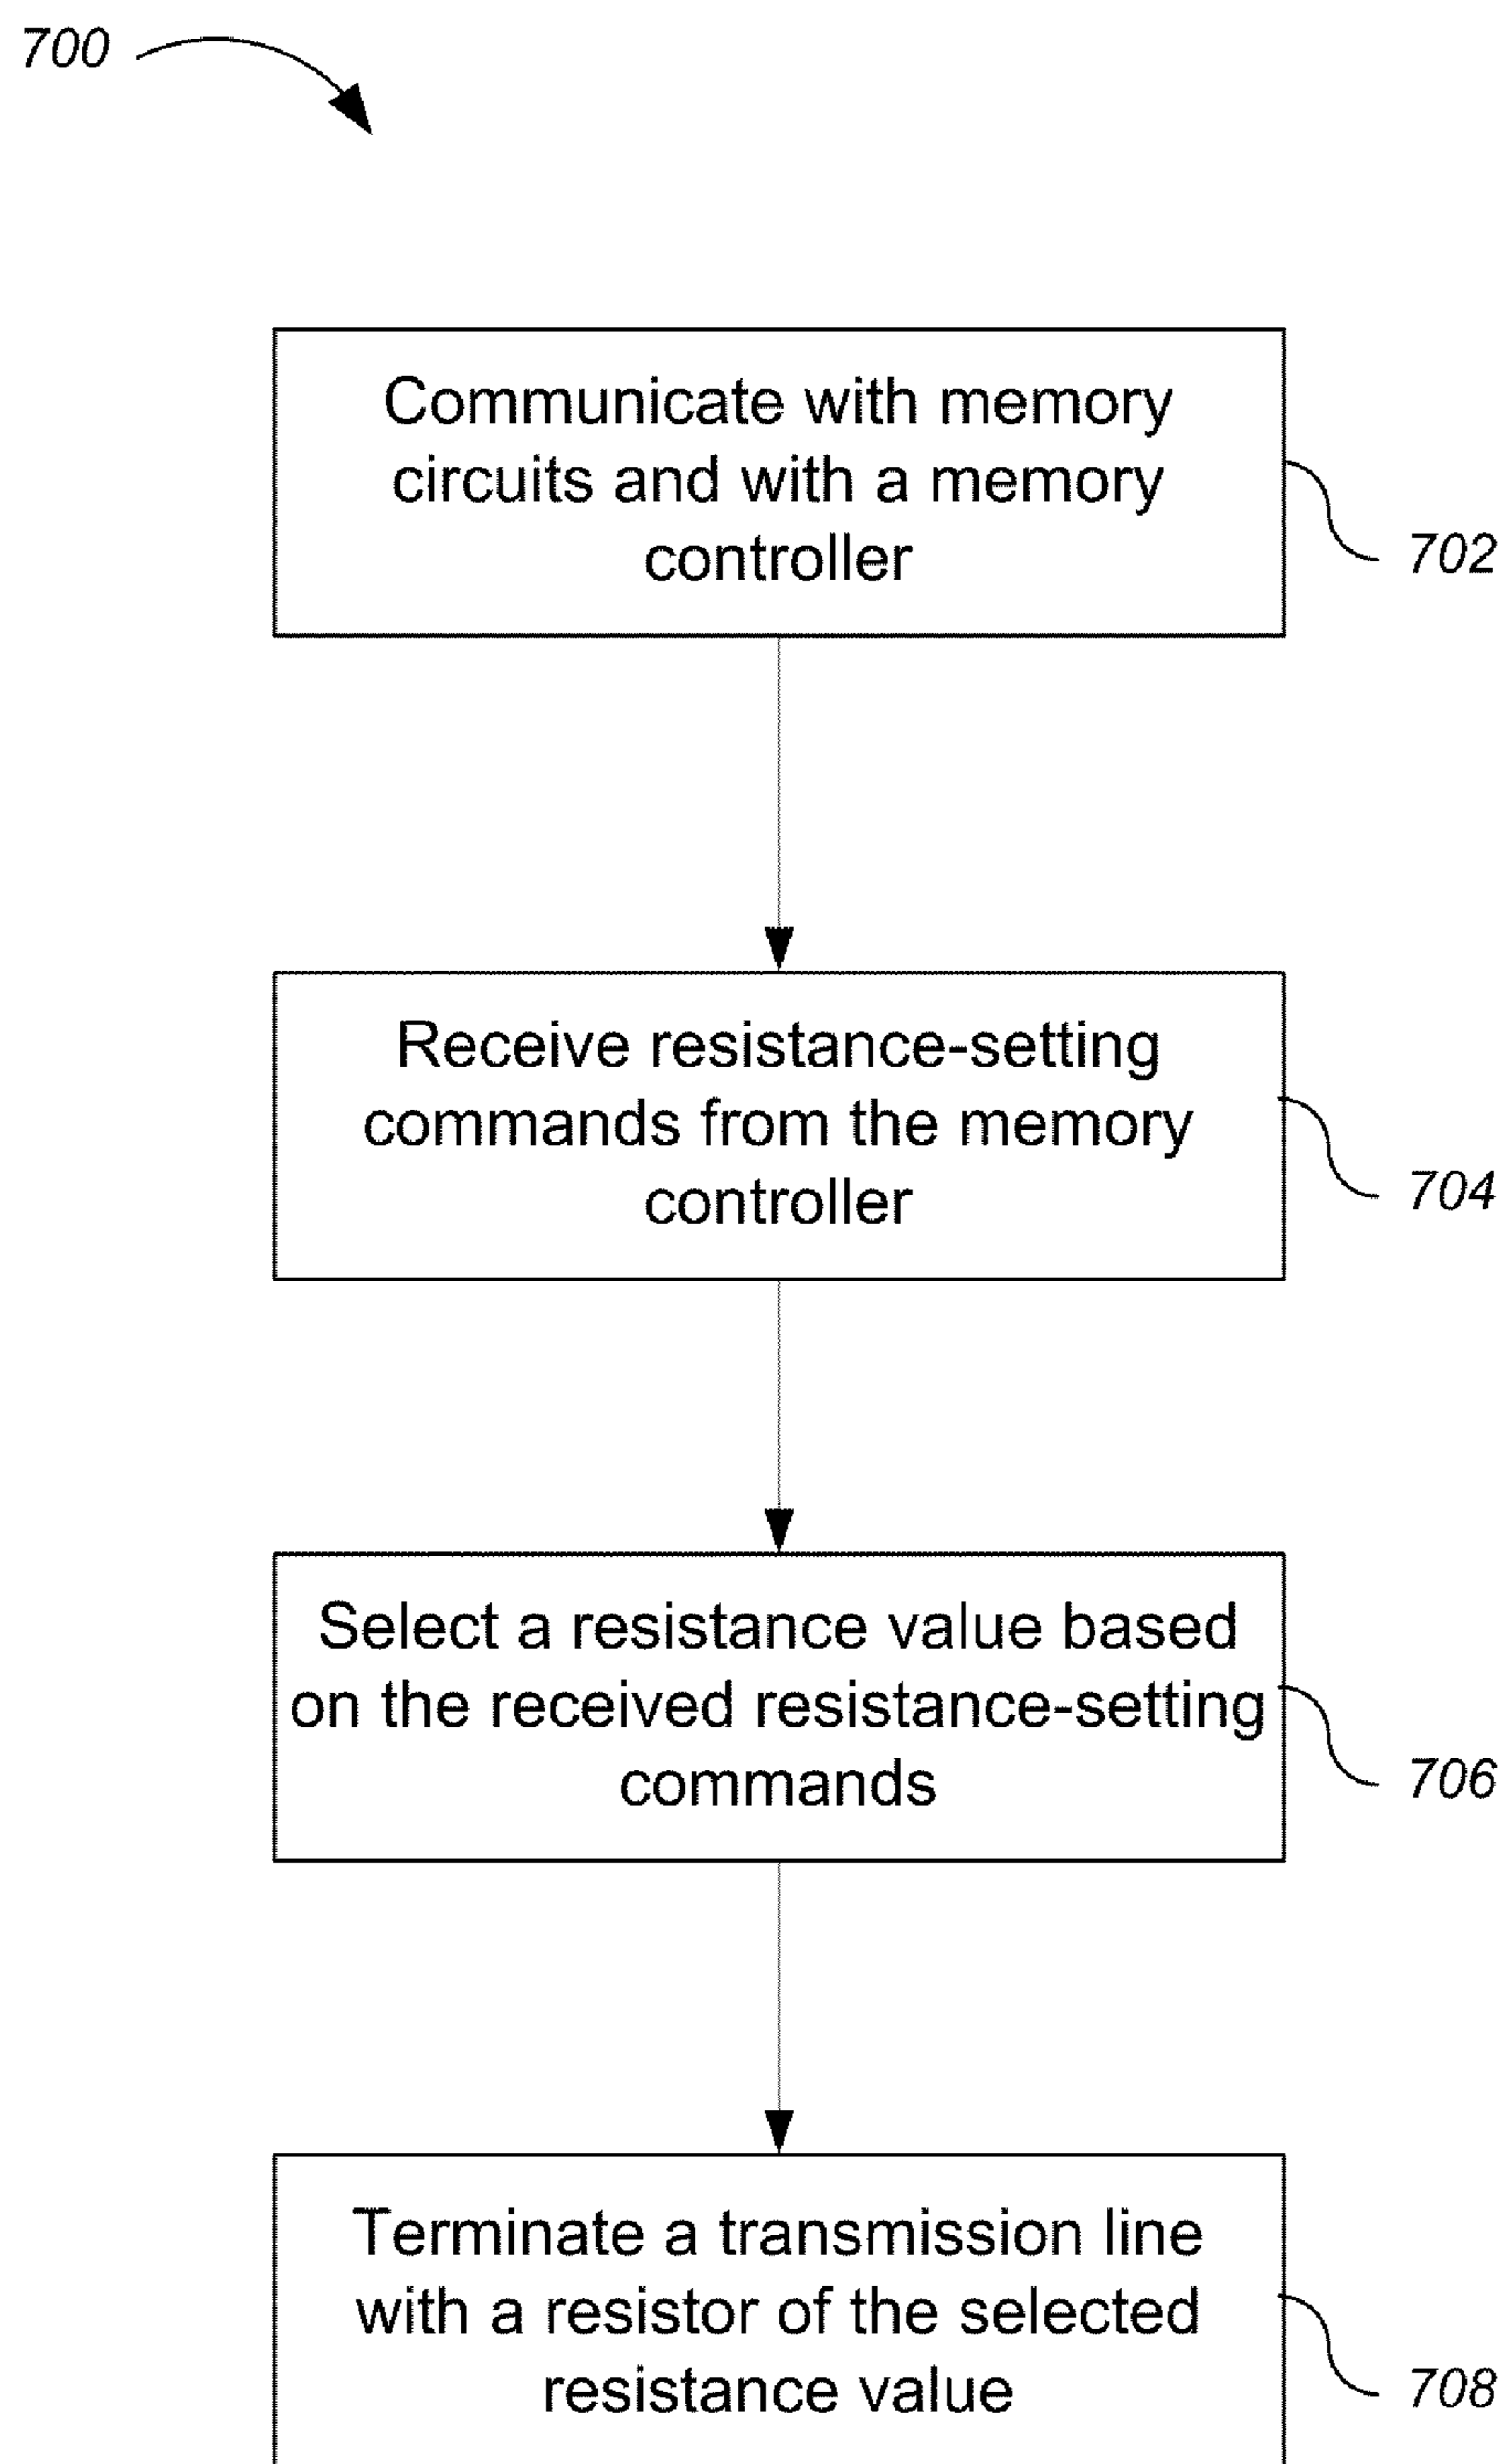 700
Communicate with memory
circuits and with a memory
controller
702
Receive resistance-setting
commands from the memory
controller
704
Select a resistance value based
on the received resistance-setting
commands
706
Terminate a transmission line
with a resistor of the selected
resistance value
708